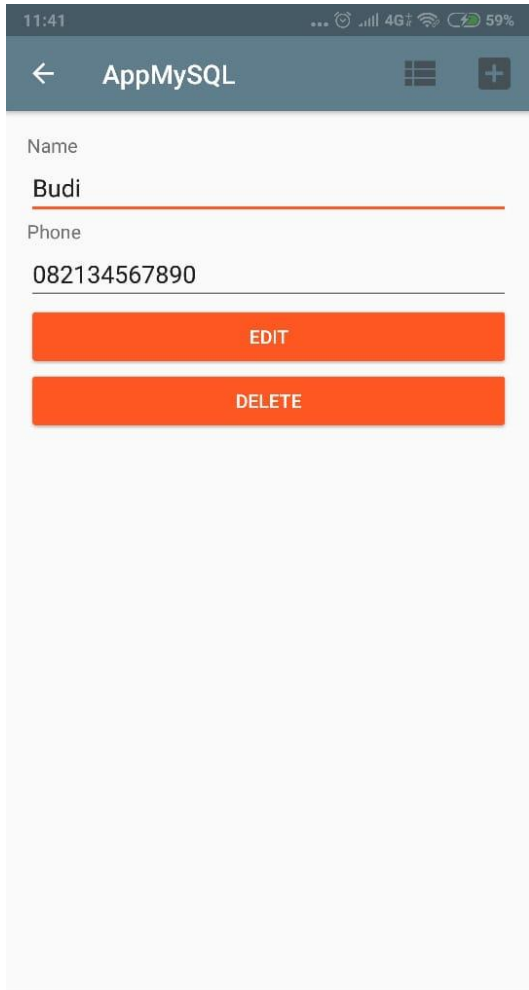 11:41
... 4G 59%
AppMySQL
Name
Budi
Phone
082134567890
EDIT
DELETE